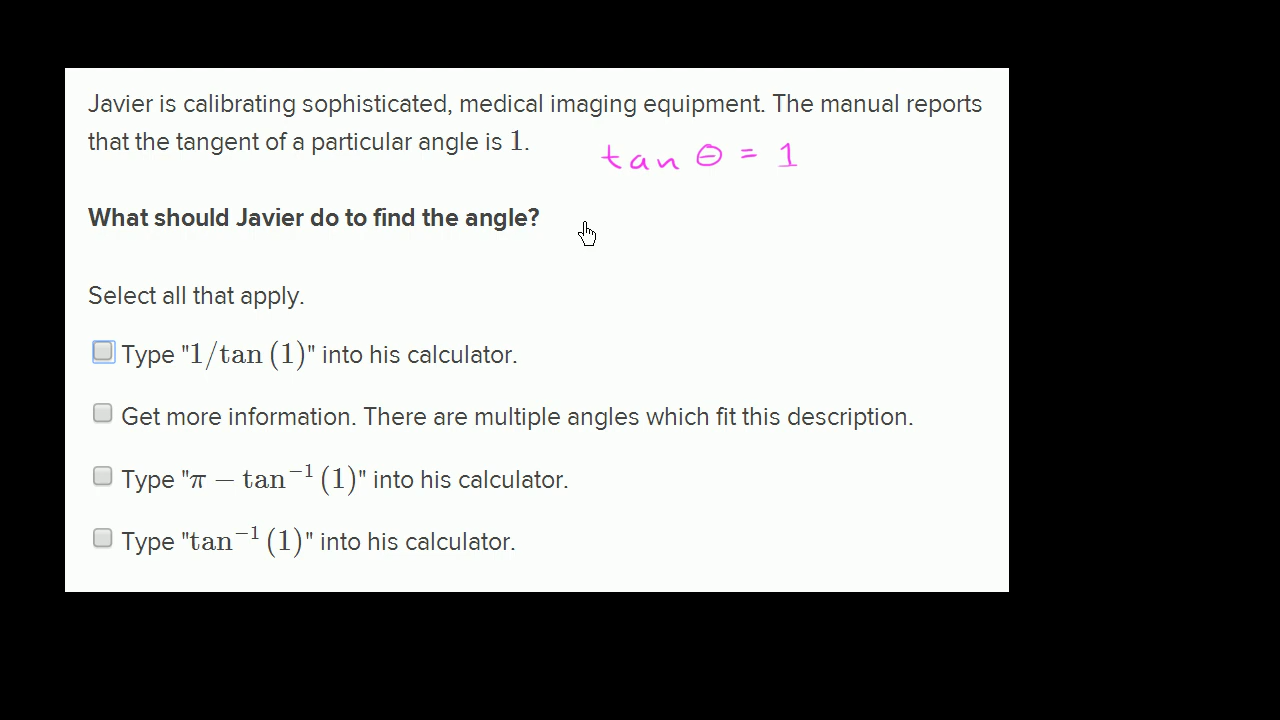 Javier is calibrating sophisticated, medical imaging equipment. The manual reports
that the tangent of a particular angle is 1.
tan θ = 1
What should Javier do to find the angle?
Select all that apply.
Type "1/tan (1)" into his calculator.
Get more information. There are multiple angles which fit this description.
Type "π − tan⁻¹ (1)" into his calculator.
Type "tan⁻¹ (1)" into his calculator.